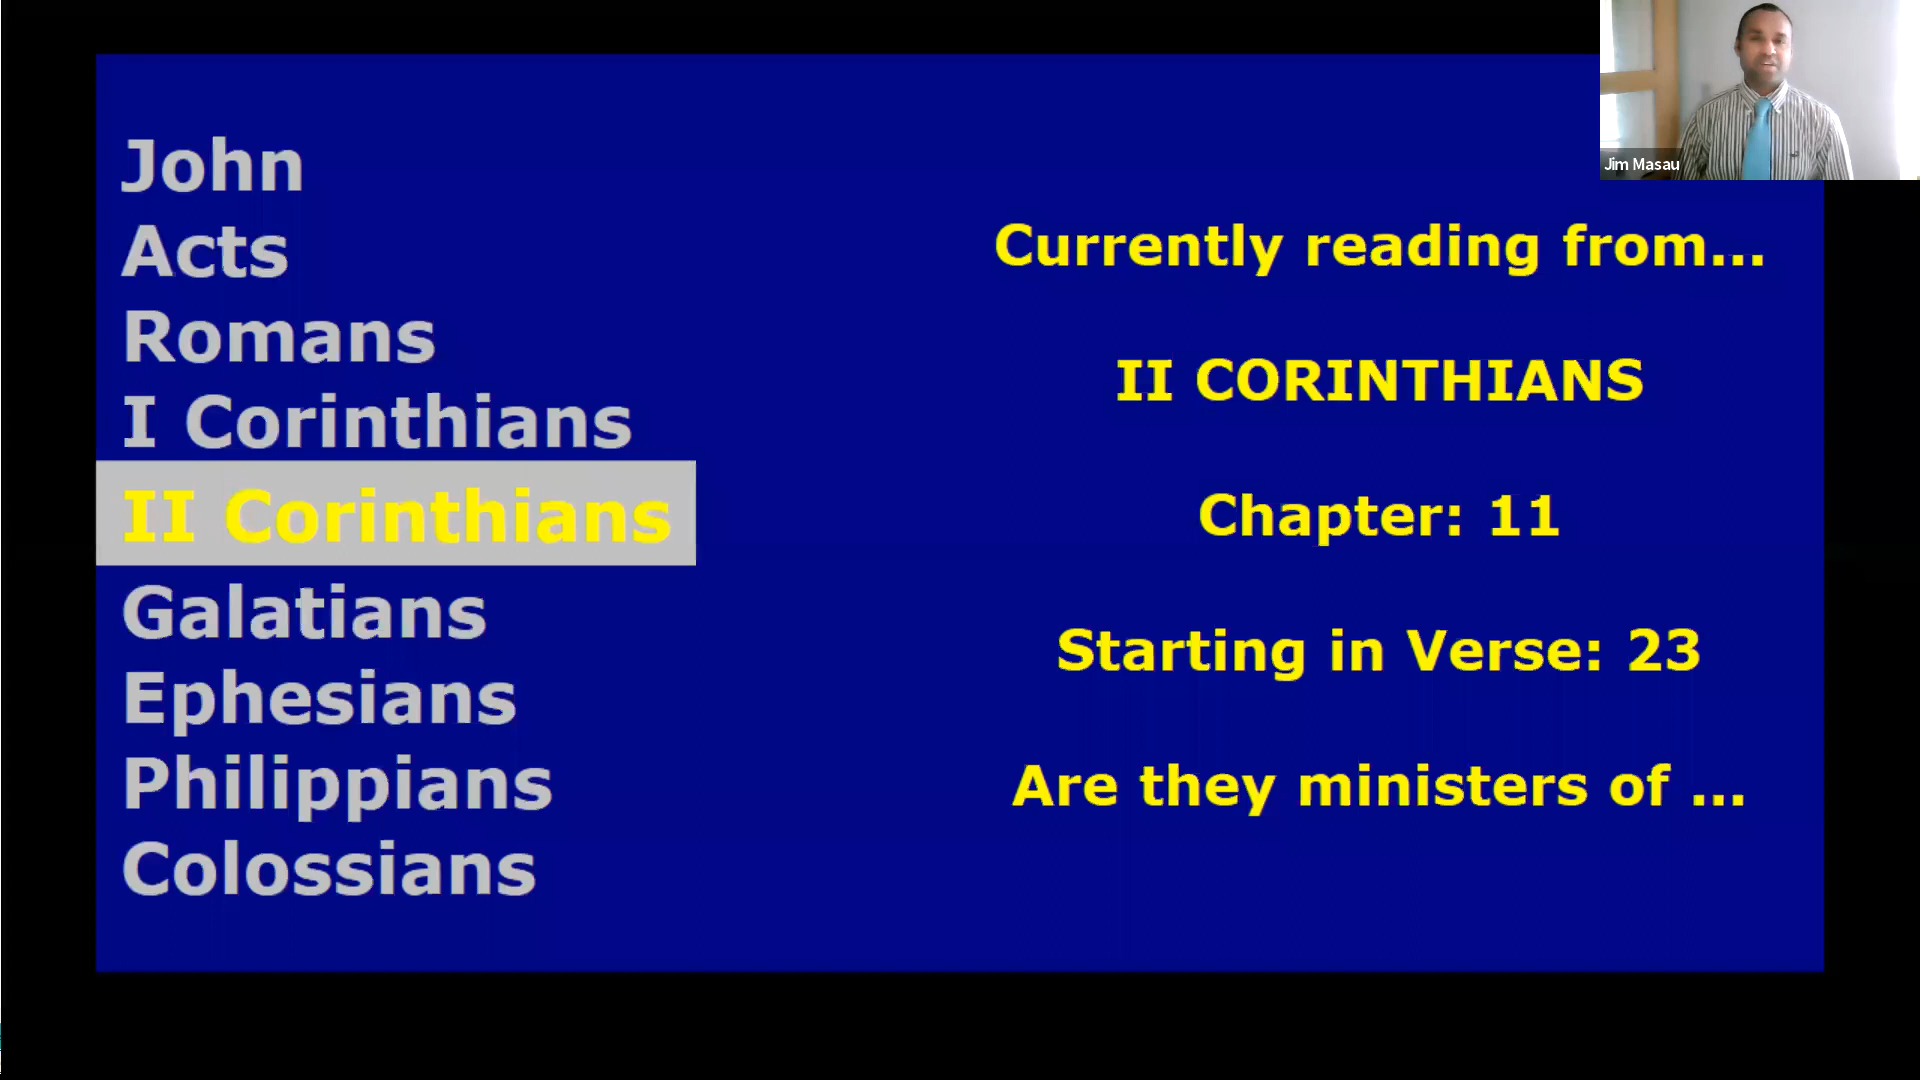 John
Acts
Romans
I Corinthians
II Corinthians
Galatians
Ephesians
Philippians
Colossians
Currently reading from...
II CORINTHIANS
Chapter: 11
Starting in Verse: 23
Are they ministers of ...
Jim Masau